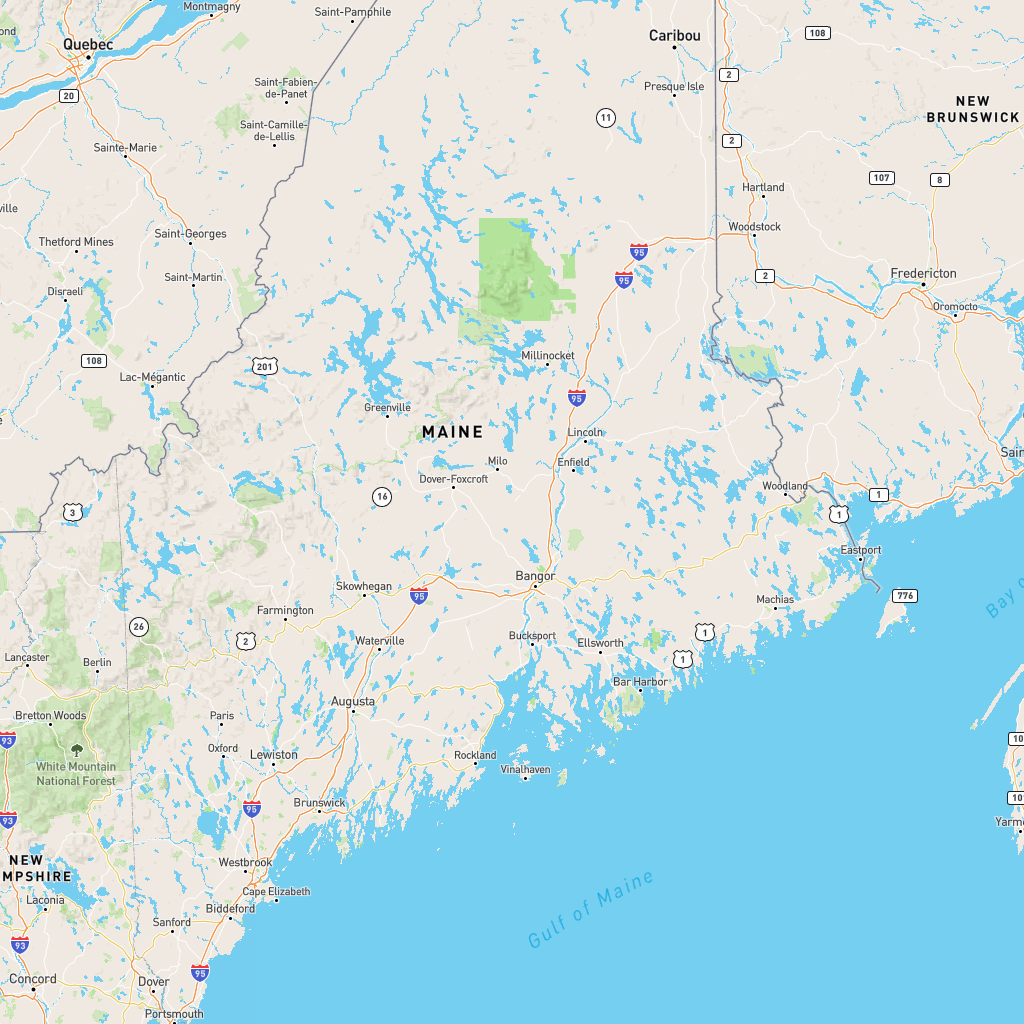 Montmagny
Saint-Pamphile
ond
Quebec
Caribou
108
2
20
Saint-Fabien-
de-Panet
Presque Isle
NEW
BRUNSWICK
11
Saint-Camille-
de-Lellis
2
Sainte-Marie
107
8
Hartland
ville
Saint-Georges
Woodstock
Thetford Mines
95
95
Saint-Martin
2
Fredericton
Disraeli
Oromocto
108
201
Millinocket
Lac-Mégantic
95
Greenville
MAINE
Lincoln
Sain
Milo
Enfield
Dover-Foxcroft
Woodland
16
1
3
1
Eastport
Bangor
Skowhegan
95
776
Bay o
Machias
Farmington
26
2
Waterville
Bucksport
Ellsworth
1
1
Lancaster
Berlin
Bar Harbor
Augusta
Bretton Woods
Paris
93
Oxford
Lewiston
Rockland
10
White Mountain
National Forest
Vinalhaven
10
95
Brunswick
93
Yarm
NEW
MPSHIRE
Westbrook
Gulf of Maine
Cape Elizabeth
Laconia
Biddeford
Sanford
93
95
Concord
Dover
Portsmouth